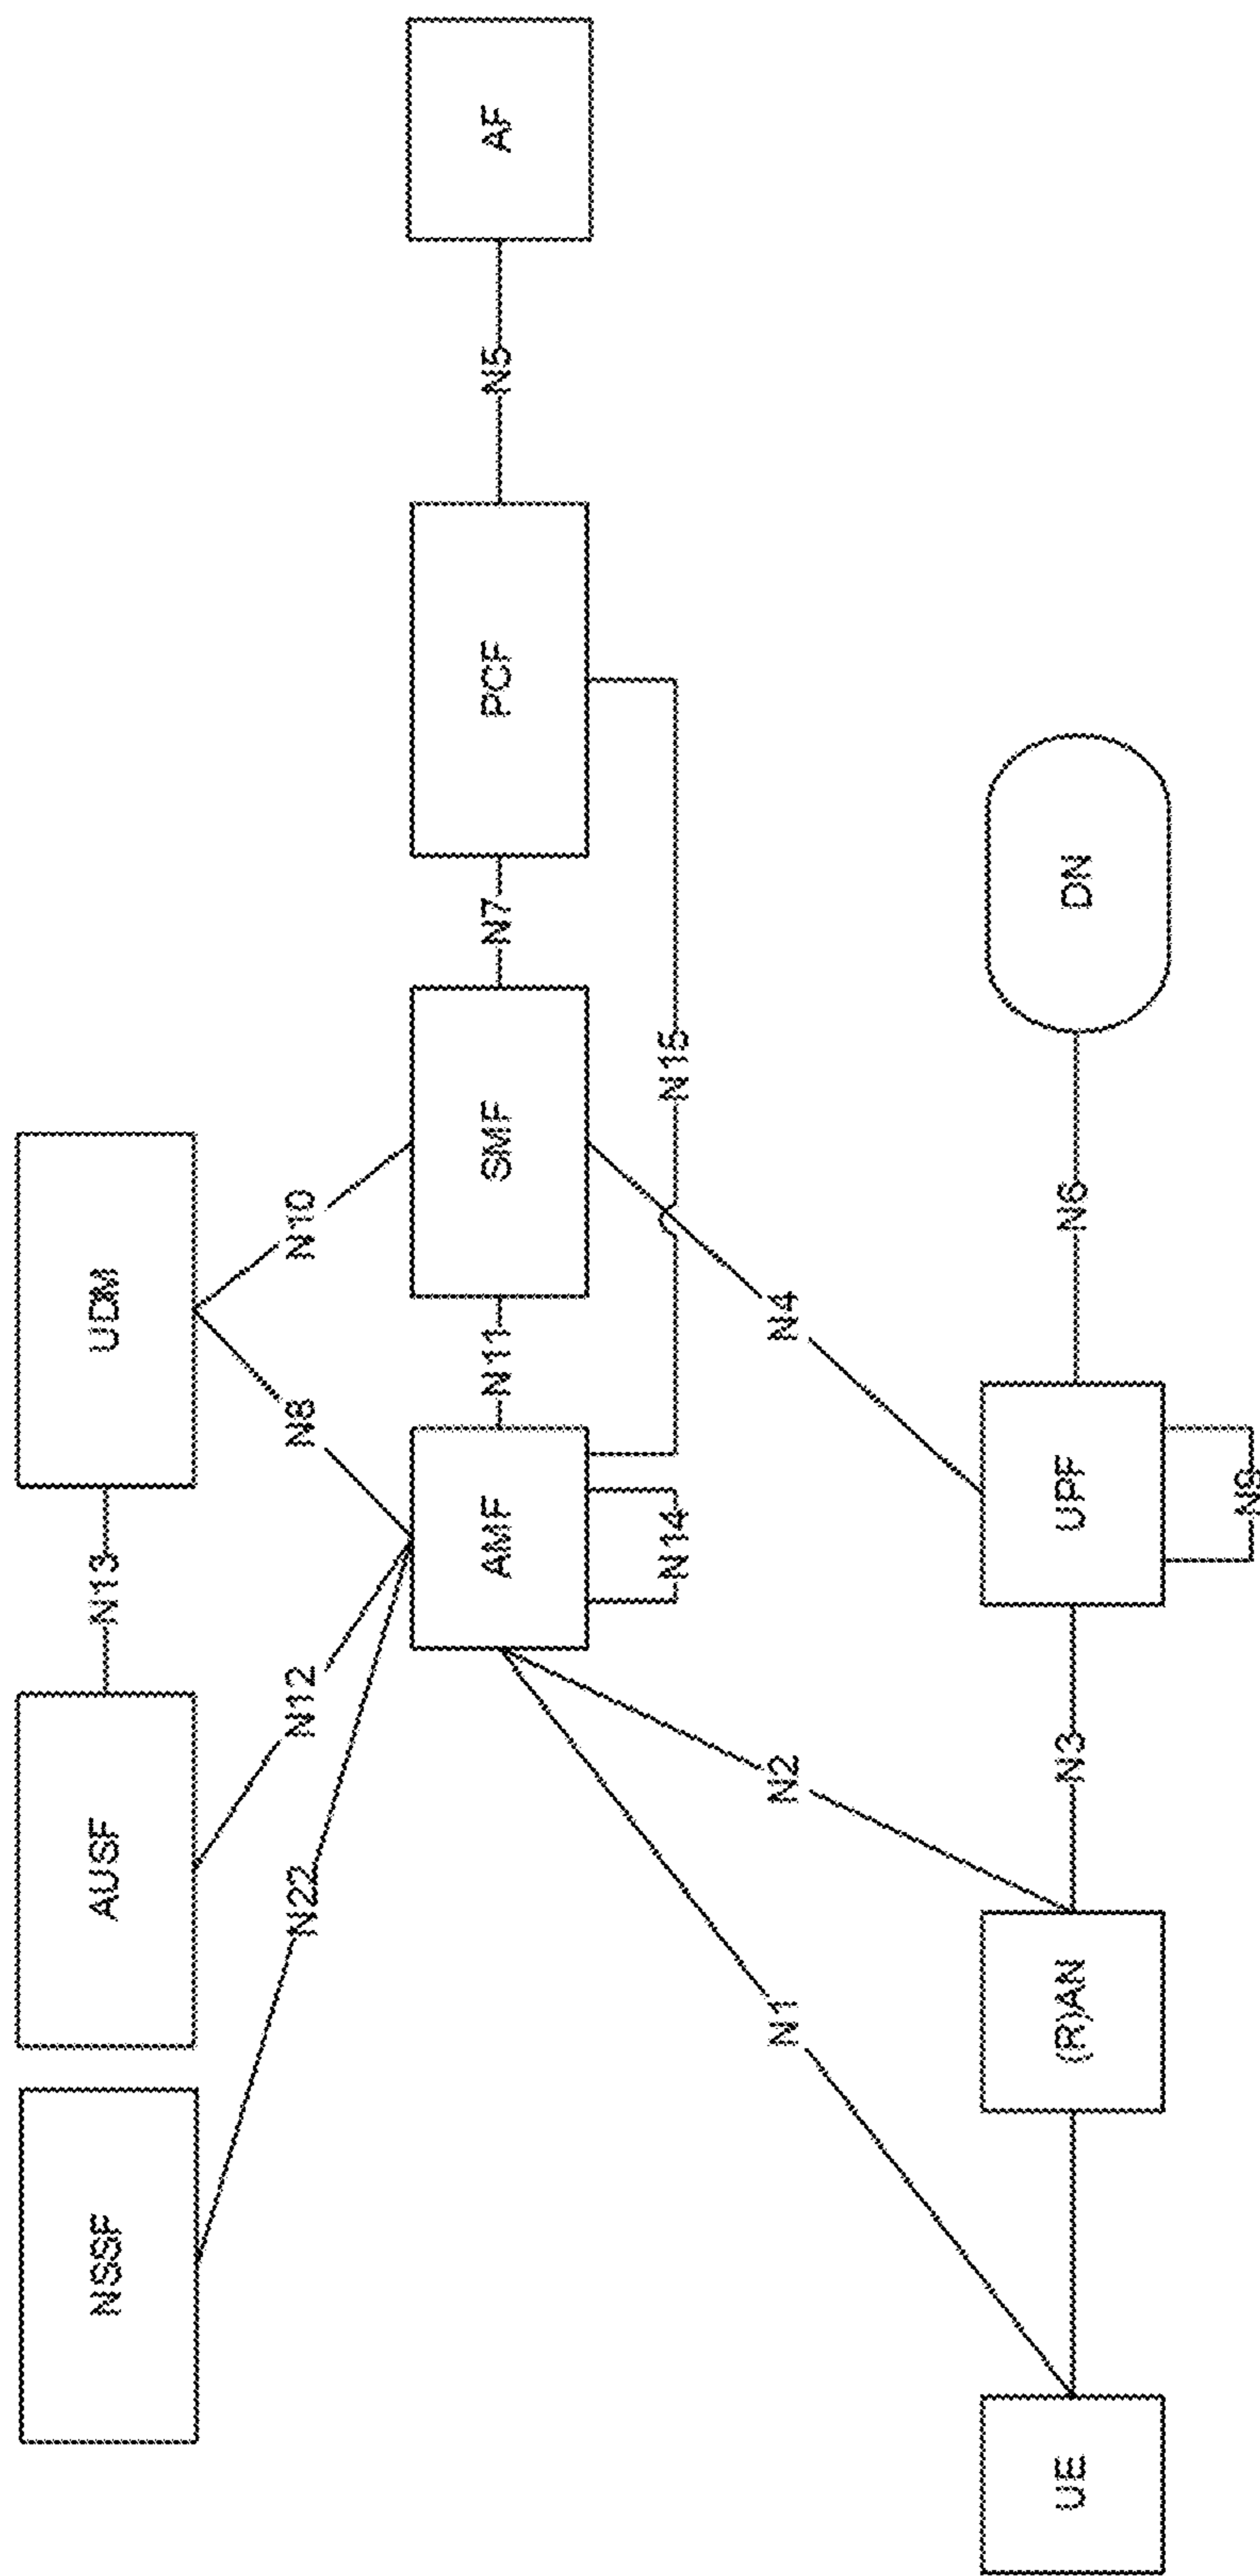 NSSF
AUSF
N13
UDM
N22
N12
N8
N10
AMF
N11
SMF
N7
PCF
N5
AF
N14
N15
N1
N2
N4
UE
(R)AN
N3
UPF
N6
DN
N9